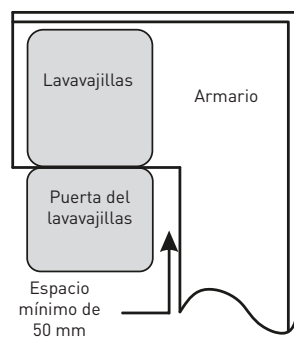 Lavavajillas
Armario
Puerta del
lavavajillas
Espacio
mínimo de
50 mm